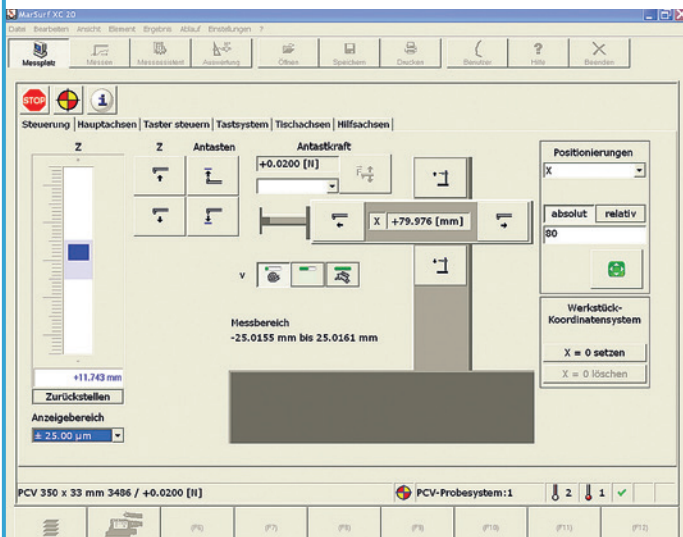 MarSurf XC 20
Datei Bearbeiten Ansicht Element Ergebnis Ablauf Einstellungen ?
Messplatz Messen Messassistent Auswertung Öffnen Speichern Drucken Benutzer Hilfe Beenden
STOP
Steuerung Hauptachsen Taster steuern Tastsystem Tischachsen Hilfsachsen
Z Z Antasten Antastkraft
+0.0200 [N]
Positionierungen
X
X +79.976 [mm]
absolut relativ
80
v
Messbereich
-25.0155 mm bis 25.0161 mm
Werkstück-
Koordinatensystem
X = 0 setzen
X = 0 löschen
+11.743 mm
Zurückstellen
Anzeigebereich
± 25.00 µm
PCV 350 x 33 mm 3486 / +0.0200 [N] PCV-Probesystem:1 2 1
(F6) (F7) (F8) (F9) (F10) (F11) (F12)